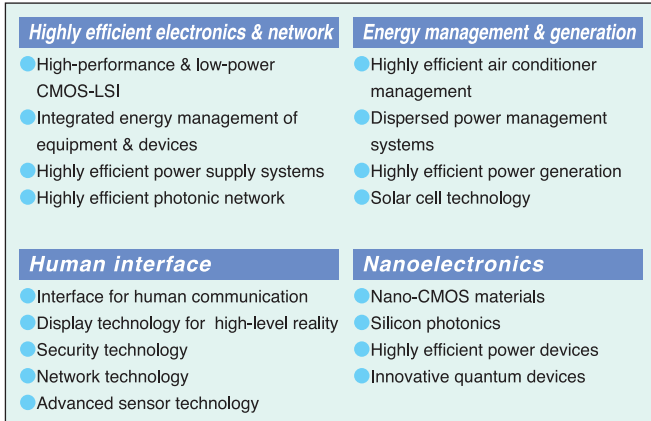 Highly efficient electronics & network
● High-performance & low-power
CMOS-LSI
● Integrated energy management of
equipment & devices
● Highly efficient power supply systems
● Highly efficient photonic network
Energy management & generation
● Highly efficient air conditioner
management
● Dispersed power management
systems
● Highly efficient power generation
● Solar cell technology
Human interface
● Interface for human communication
● Display technology for high-level reality
● Security technology
● Network technology
● Advanced sensor technology
Nanoelectronics
● Nano-CMOS materials
● Silicon photonics
● Highly efficient power devices
● Innovative quantum devices